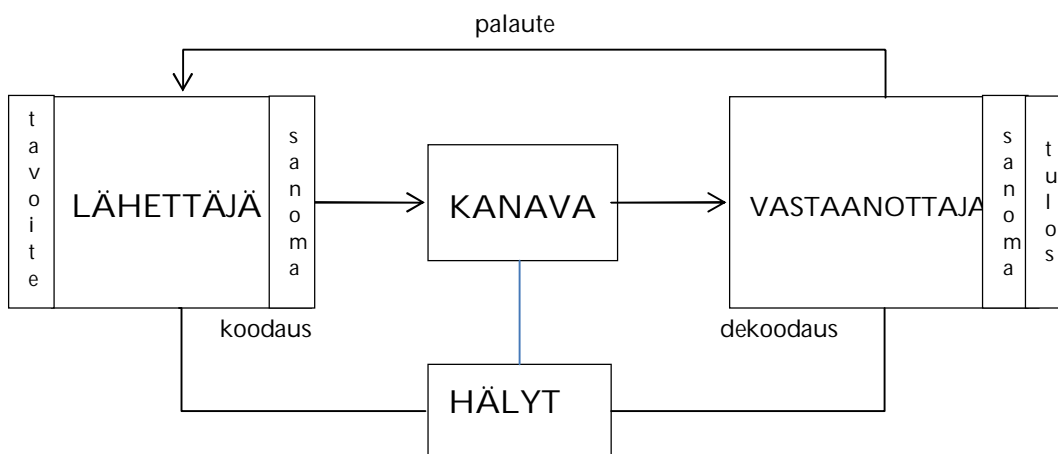 palaute
tavoite
LÄHETTÄJÄ
sanoma
KANAVA
VASTAANOTTAJA
sanoma
tulos
koodaus
dekoodaus
HÄLYT